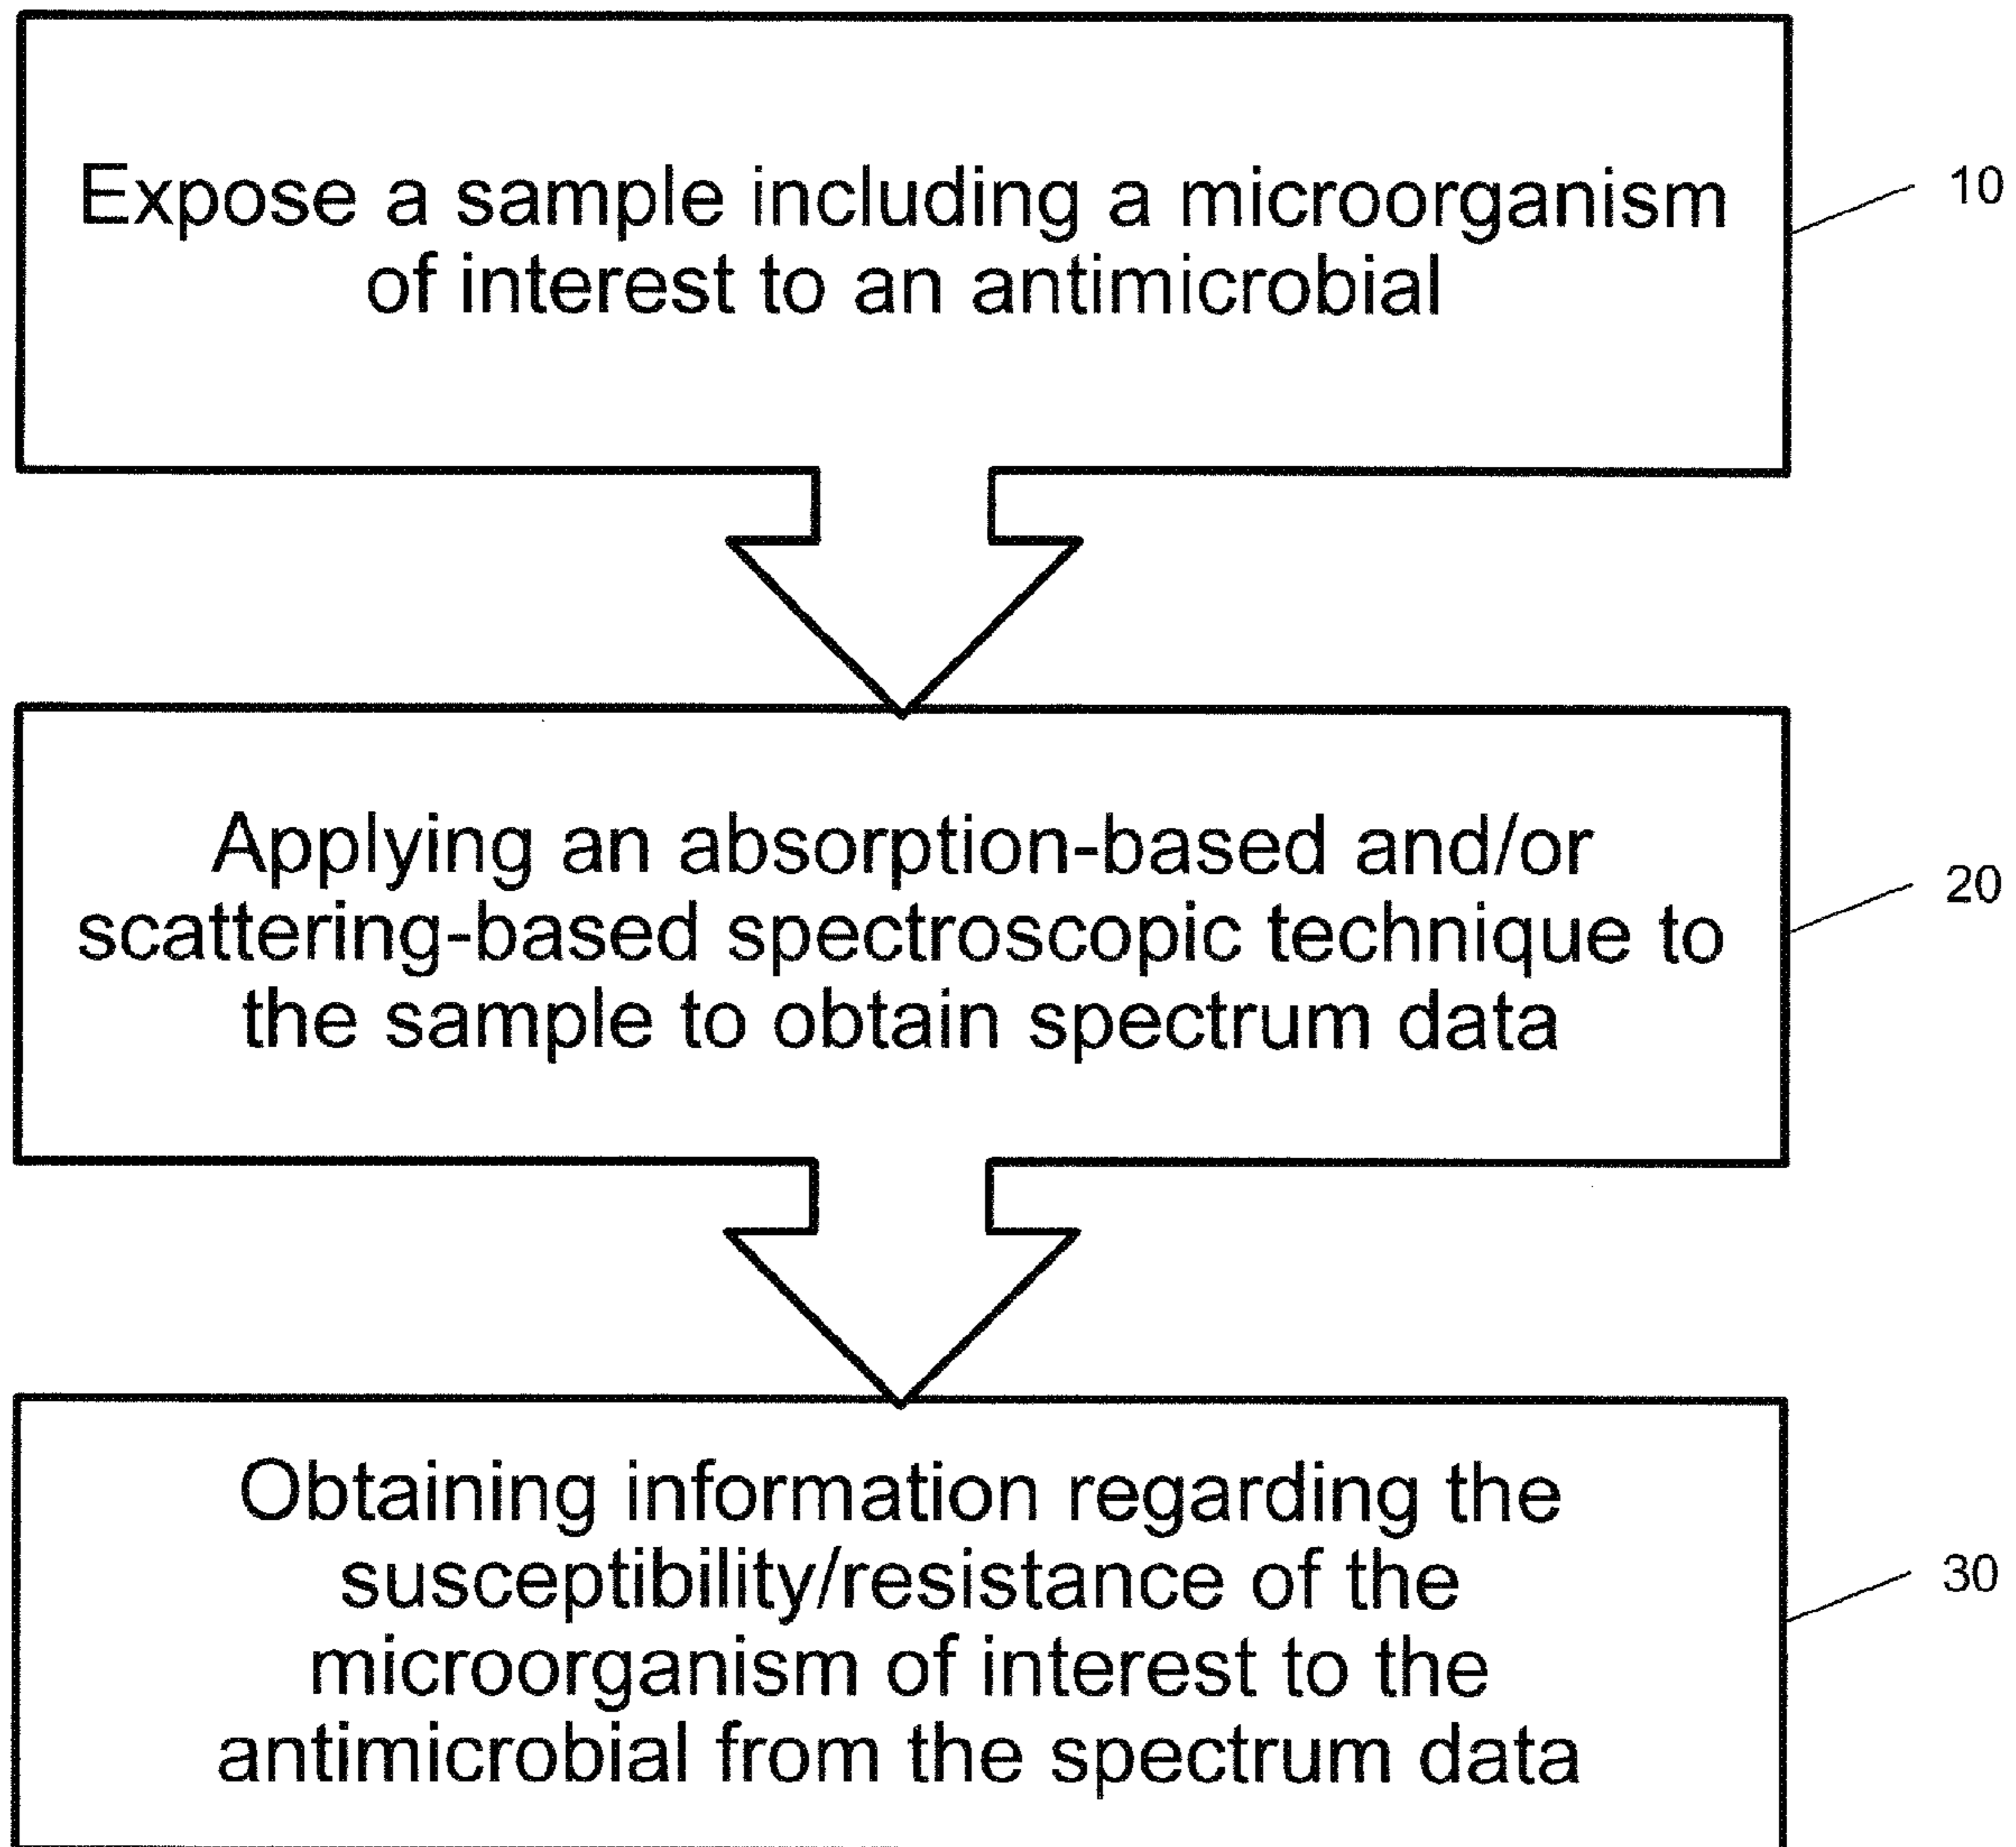 Expose a sample including a microorganism
of interest to an antimicrobial
10
Applying an absorption-based and/or
scattering-based spectroscopic technique to
the sample to obtain spectrum data
20
Obtaining information regarding the
susceptibility/resistance of the
microorganism of interest to the
antimicrobial from the spectrum data
30